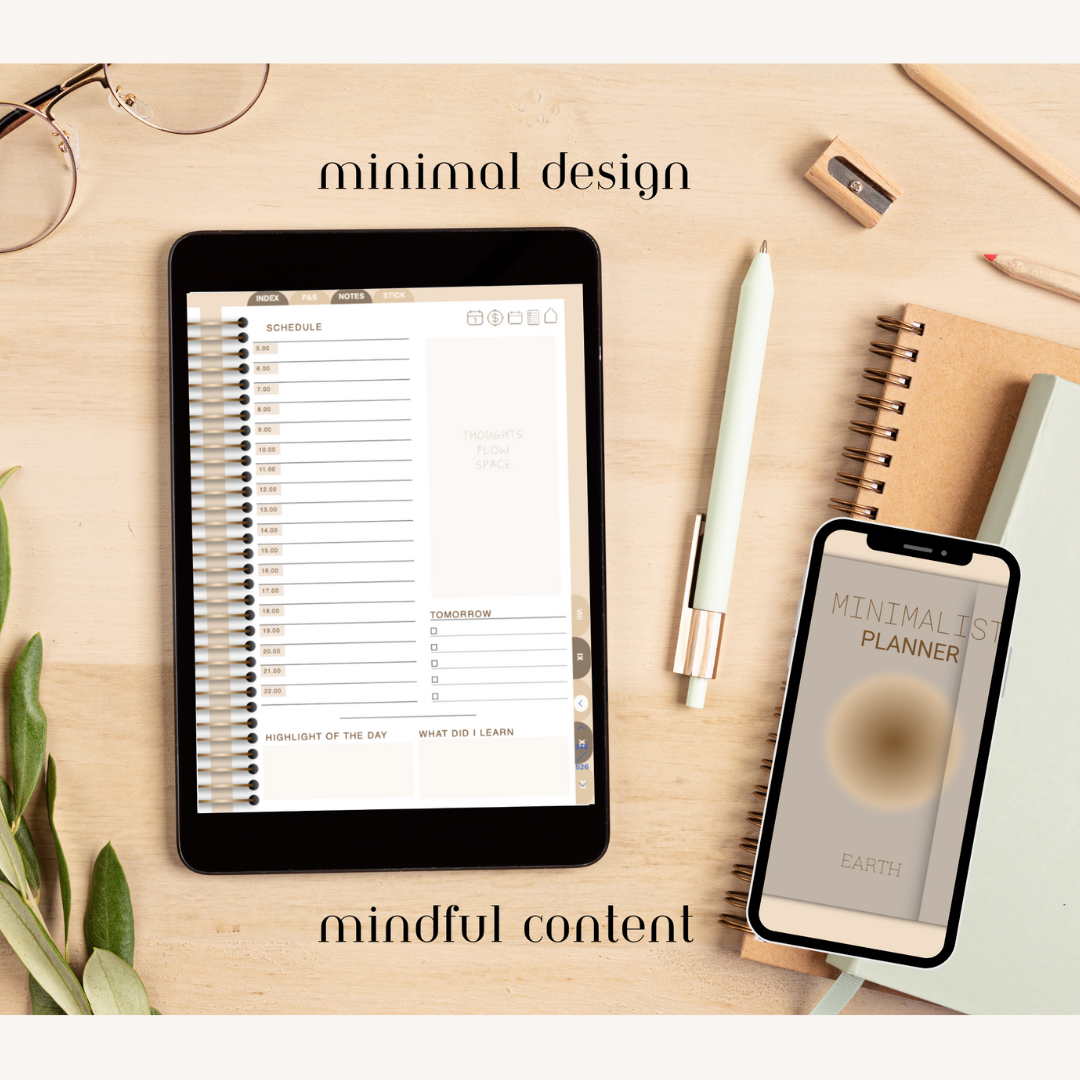 minimal design
INDEX P&S NOTES STICK
SCHEDULE
5.00
6.00
7.00
8.00
9.00
10.00
11.00
12.00
13.00
14.00
15.00
16.00
17.00
18.00
19.00
20.00
21.00
22.00
THOUGHTS
FLOW
SPACE
TOMORROW
HIGHLIGHT OF THE DAY
WHAT DID I LEARN
VIII
IX
X
526
MINIMALIST
PLANNER
EARTH
mindful content